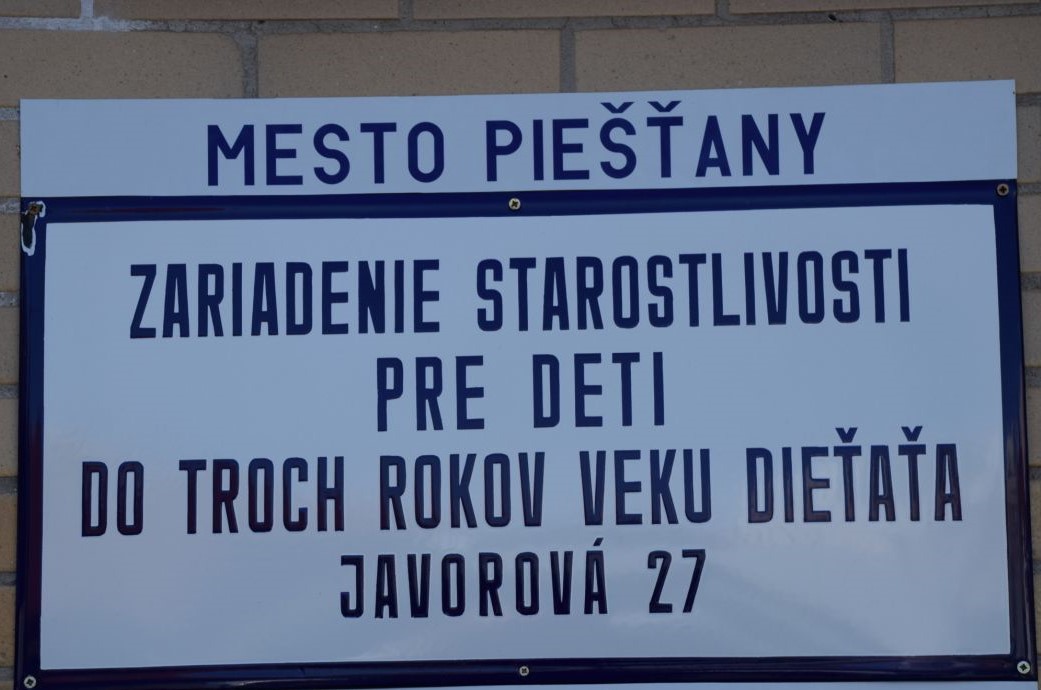 MESTO PIEŠŤANY
ZARIADENIE STAROSTLIVOSTI
PRE DETI
DO TROCH ROKOV VEKU DIEŤAŤA
JAVOROVÁ 27